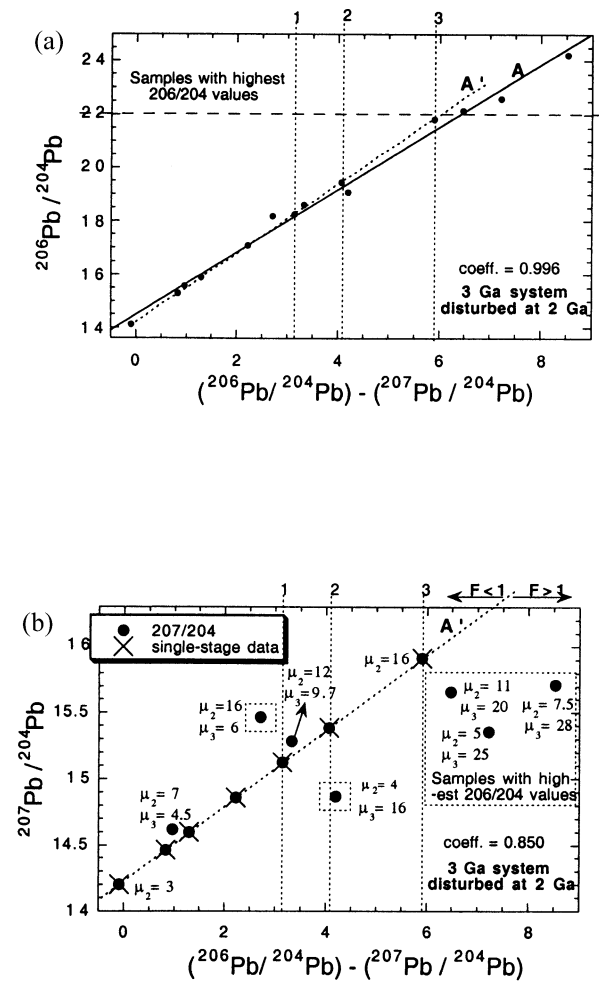 (a)
1 2 3
24
22
20
18
16
14
206Pb / 204Pb
Samples with highest
206/204 values
A'
A
coeff. = 0.996
3 Ga system
disturbed at 2 Ga
0 2 4 6 8
(206Pb/ 204Pb) - (207Pb / 204Pb)
(b)
1 2 3 F<1 F>1
207/204
single-stage data
A'
16
15.5
15
14.5
14
207Pb / 204Pb
μ2=12
μ3=9.7
μ2=16
μ2=16
μ3= 6
μ2= 11
μ3= 20
μ2= 7.5
μ3= 28
μ2= 5
μ3= 25
Samples with high-
-est 206/204 values
μ2= 7
μ3= 4.5
μ2= 4
μ3= 16
μ2= 3
coeff. = 0.850
3 Ga system
disturbed at 2 Ga
0 2 4 6 8
(206Pb/ 204Pb) - (207Pb / 204Pb)